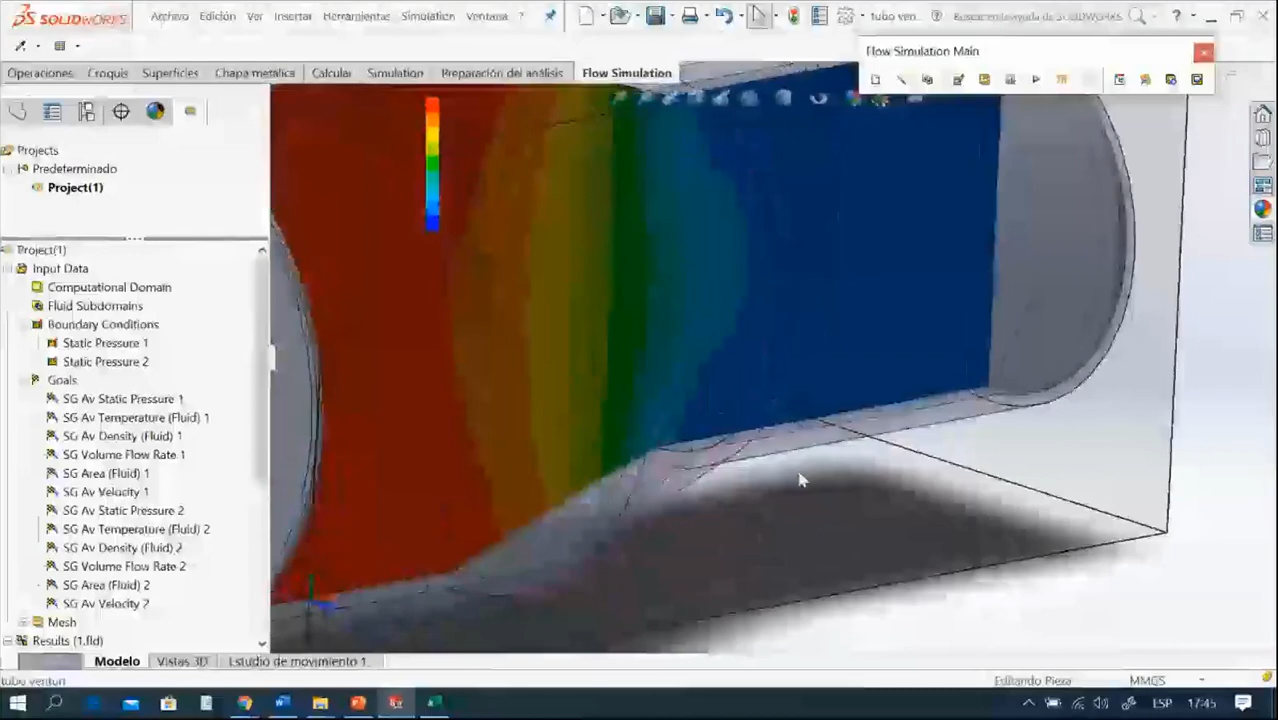 SOLIDWORKS
Archivo Edición Ver Insertar Herramientas Simulation Ventana ?
tubo ven...
Buscar en Ayuda de SOLIDWORKS
Flow Simulation Main
Operaciones Croquis Superficies Chapa metálica Calcular Simulation Preparación del análisis Flow Simulation
Projects
Predeterminado
Project(1)
Project(1)
Input Data
Computational Domain
Fluid Subdomains
Boundary Conditions
Static Pressure 1
Static Pressure 2
Goals
SG Av Static Pressure 1
SG Av Temperature (Fluid) 1
SG Av Density (Fluid) 1
SG Volume Flow Rate 1
SG Area (Fluid) 1
SG Av Velocity 1
SG Av Static Pressure 2
SG Av Temperature (Fluid) 2
SG Av Density (Fluid) 2
SG Volume Flow Rate 2
SG Area (Fluid) 2
SG Av Velocity 2
Mesh
Results (1.fld)
Modelo Vistas 3D Estudio de movimiento 1
tubo venturi
Editando Pieza MMGS
ESP 17:45